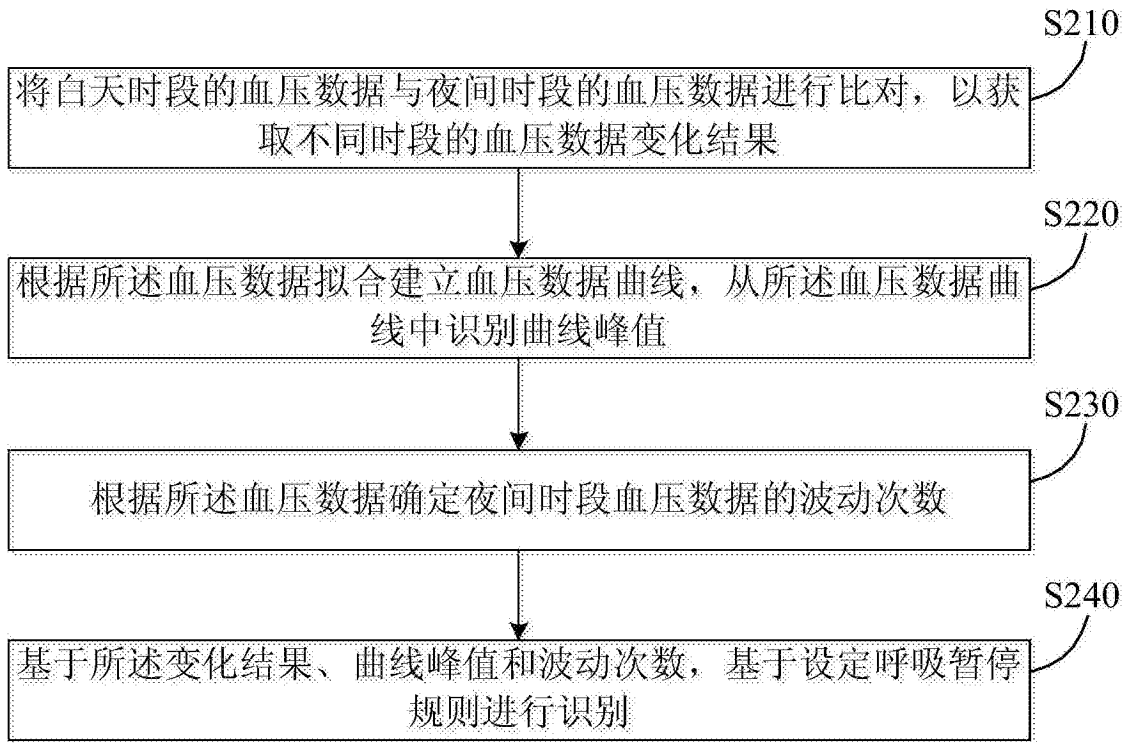 S210
将白天时段的血压数据与夜间时段的血压数据进行比对，以获
取不同时段的血压数据变化结果
S220
根据所述血压数据拟合建立血压数据曲线，从所述血压数据曲
线中识别曲线峰值
S230
根据所述血压数据确定夜间时段血压数据的波动次数
S240
基于所述变化结果、曲线峰值和波动次数，基于设定呼吸暂停
规则进行识别